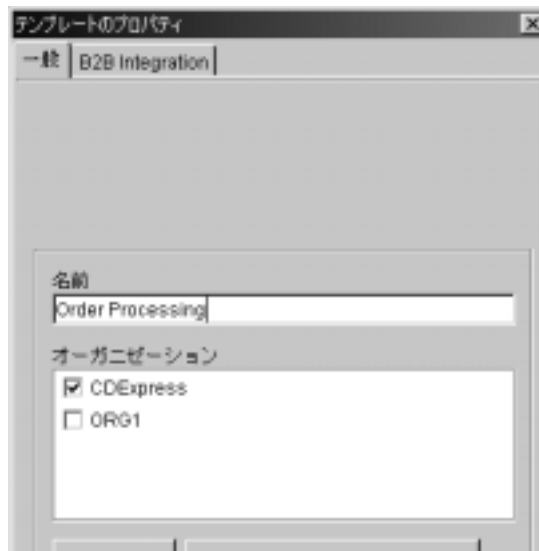 テンプレートのプロパティ
一般 B2B Integration
名前
Order Processing
オーガニゼーション
CDExpress
ORG1